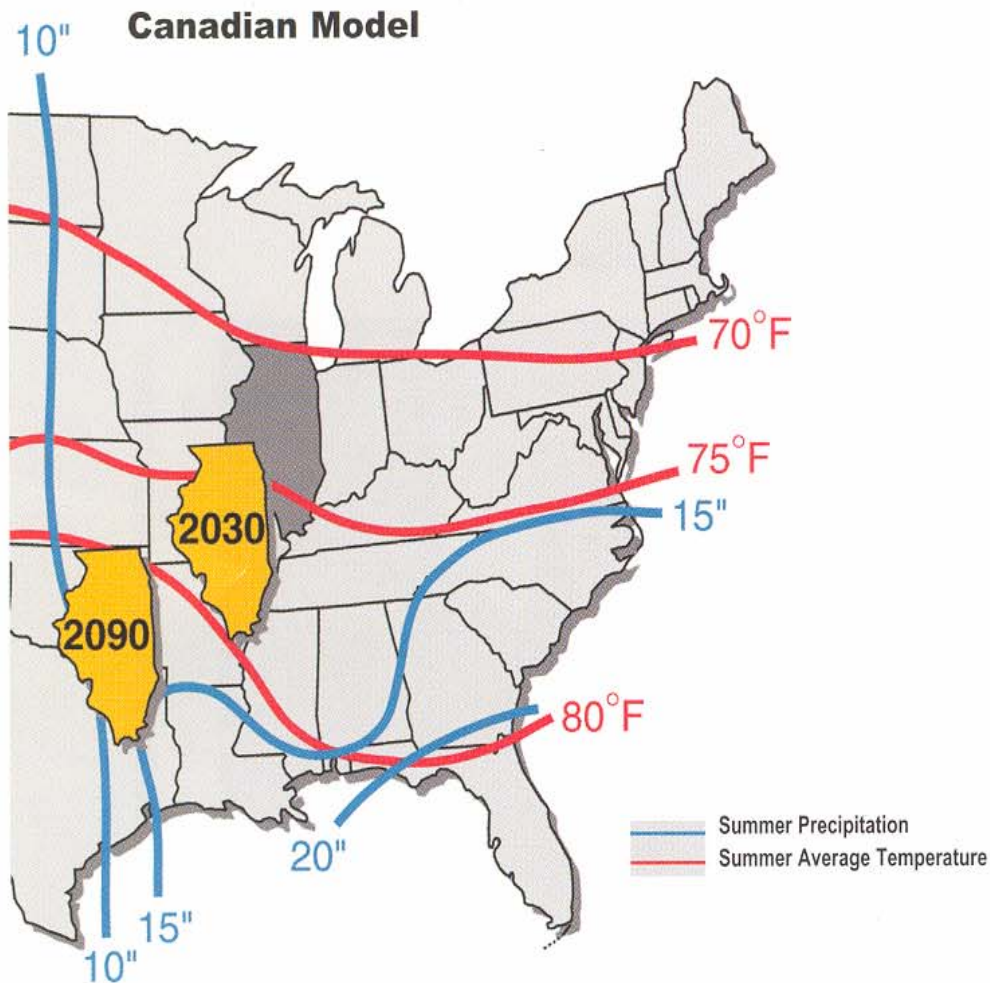 Canadian Model
10"
70°F
75°F
15"
2030
2090
80°F
20"
15"
10"
Summer Precipitation
Summer Average Temperature